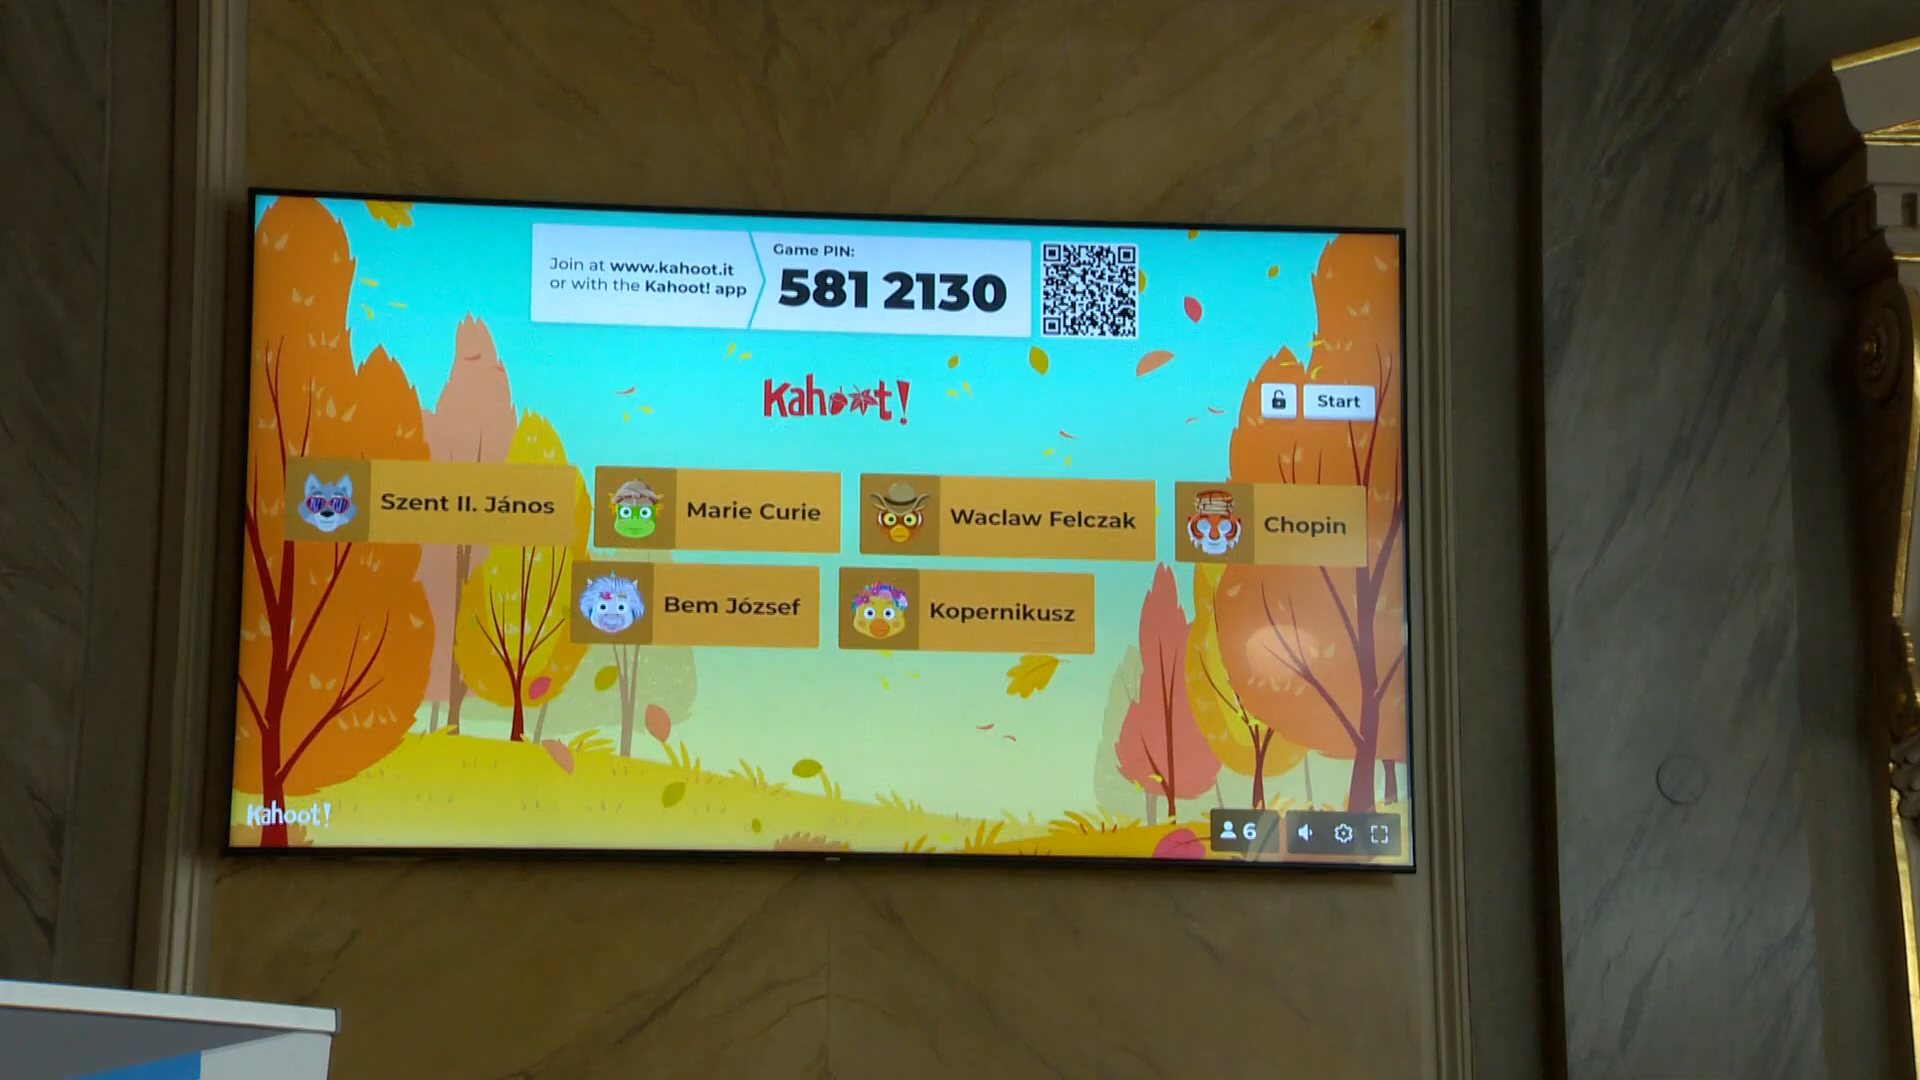 Join at www.kahoot.it
or with the Kahoot! app
Game PIN:
581 2130
Kahoot!
Start
Szent II. János
Marie Curie
Waclaw Felczak
Chopin
Bem József
Kopernikusz
Kahoot!
6